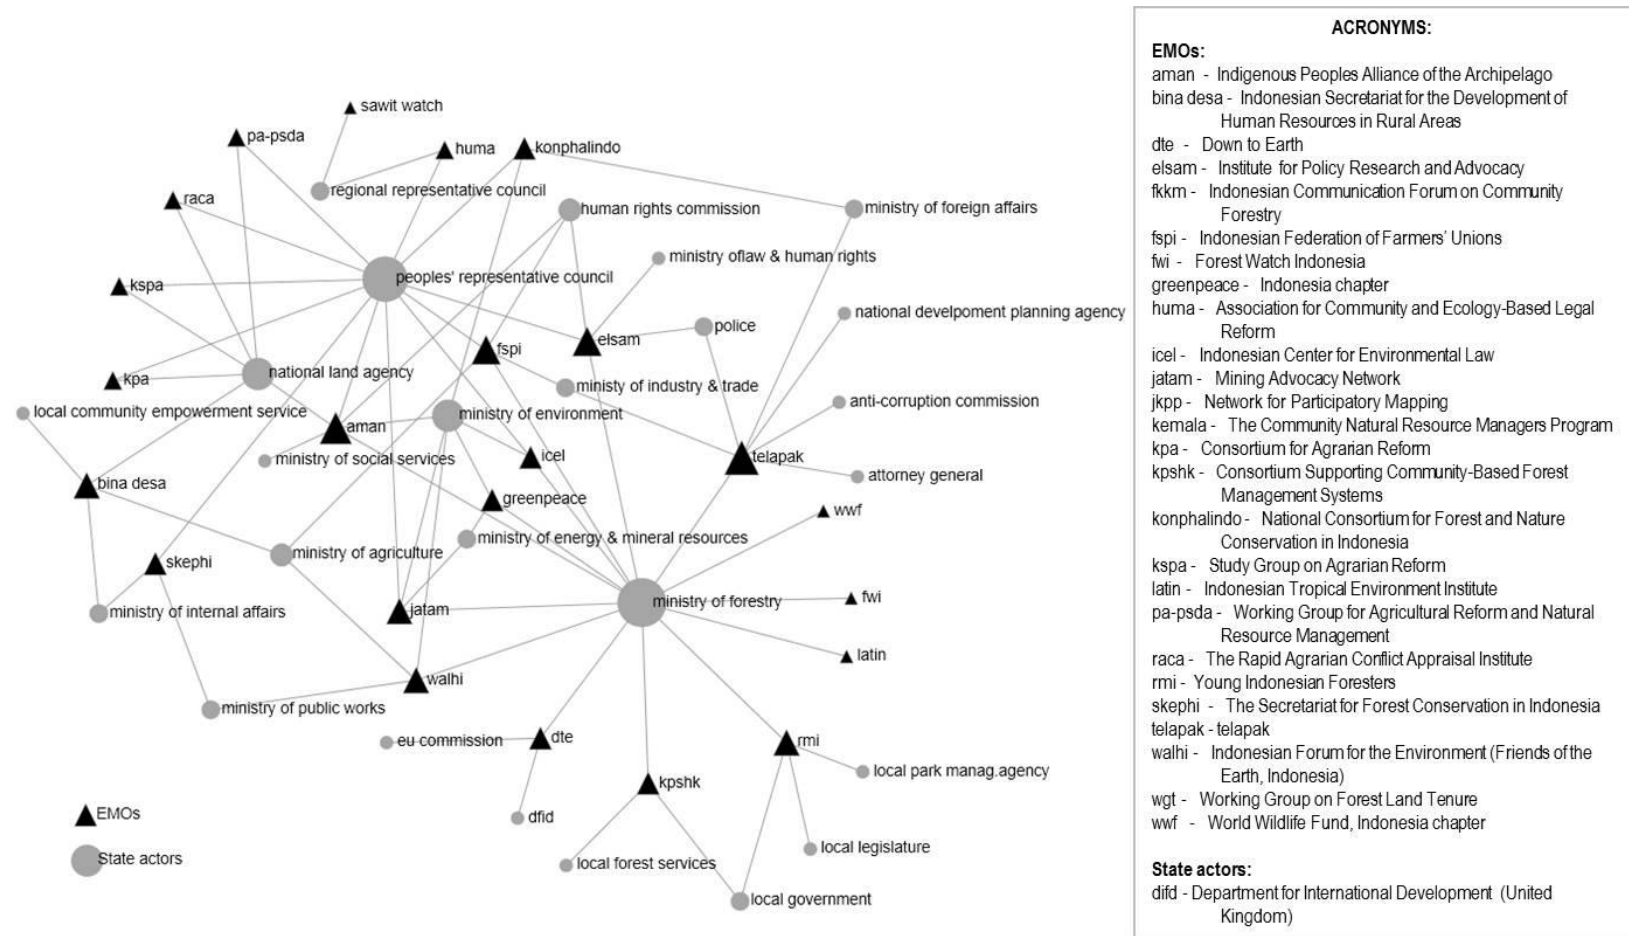 sawit watch
pa-psda
huma
konphalindo
regional representative council
raca
human rights commission
ministry of foreign affairs
ministry oflaw & human rights
peoples' representative council
kspa
national develpoment planning agency
police
elsam
fspi
national land agency
kpa
ministy of industry & trade
anti-corruption commission
local community empowerment service
ministry of environment
aman
ministry of social services
icel
telapak
attorney general
bina desa
greenpeace
wwf
ministry of energy & mineral resources
ministry of agriculture
skephi
ministry of internal affairs
jatam
ministry of forestry
fwi
latin
walhi
ministry of public works
eu commission
dte
rmi
local park manag.agency
kpshk
dfid
local legislature
local forest services
local government
EMOs
State actors
ACRONYMS:
EMOs:
aman - Indigenous Peoples Alliance of the Archipelago
bina desa - Indonesian Secretariat for the Development of
Human Resources in Rural Areas
dte - Down to Earth
elsam - Institute for Policy Research and Advocacy
fkkm - Indonesian Communication Forum on Community
Forestry
fspi - Indonesian Federation of Farmers' Unions
fwi - Forest Watch Indonesia
greenpeace - Indonesia chapter
huma - Association for Community and Ecology-Based Legal
Reform
icel - Indonesian Center for Environmental Law
jatam - Mining Advocacy Network
jkpp - Network for Participatory Mapping
kemala - The Community Natural Resource Managers Program
kpa - Consortium for Agrarian Reform
kpshk - Consortium Supporting Community-Based Forest
Management Systems
konphalindo - National Consortium for Forest and Nature
Conservation in Indonesia
kspa - Study Group on Agrarian Reform
latin - Indonesian Tropical Environment Institute
pa-psda - Working Group for Agricultural Reform and Natural
Resource Management
raca - The Rapid Agrarian Conflict Appraisal Institute
rmi - Young Indonesian Foresters
skephi - The Secretariat for Forest Conservation in Indonesia
telapak - telapak
walhi - Indonesian Forum for the Environment (Friends of the
Earth, Indonesia)
wgt - Working Group on Forest Land Tenure
wwf - World Wildlife Fund, Indonesia chapter
State actors:
difd - Department for International Development (United
Kingdom)